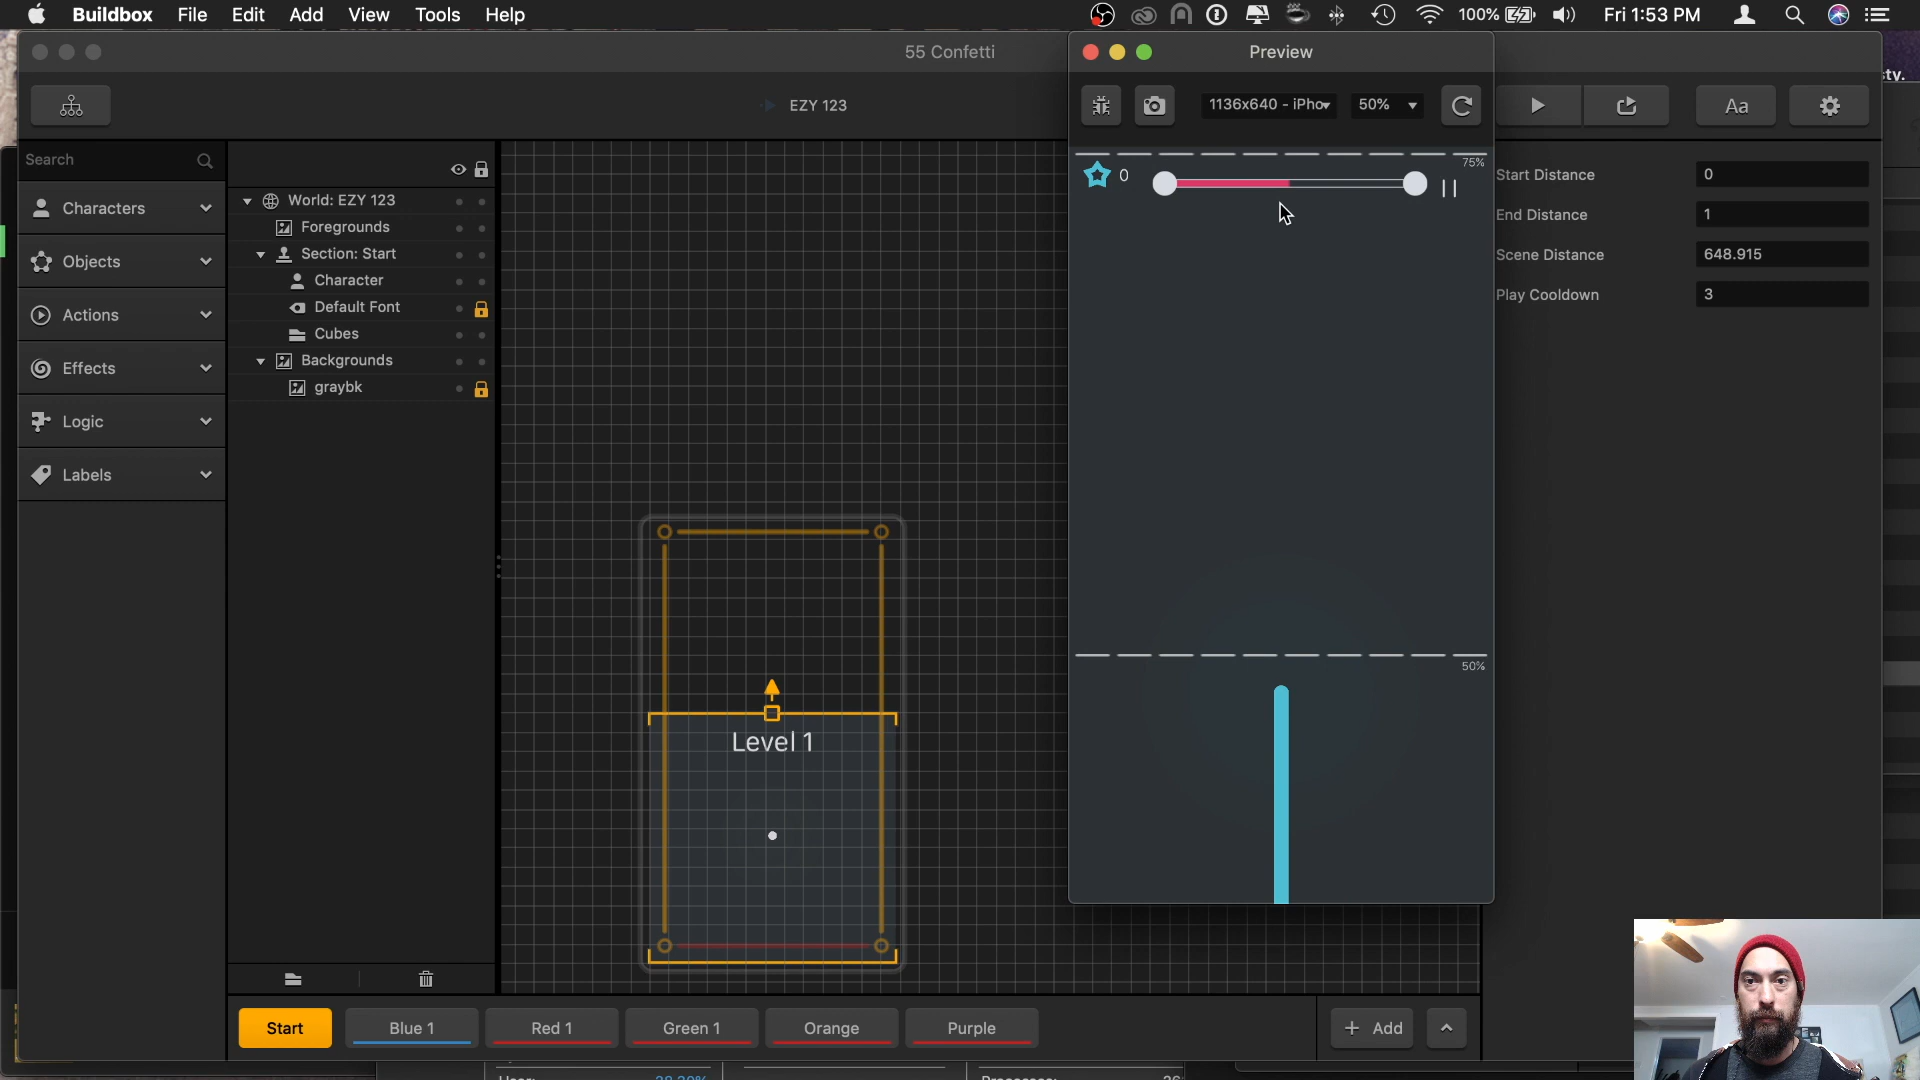 Buildbox File Edit Add View Tools Help 100% Fri 1:53 PM
55 Confetti Preview
EZY 123 1136x640 - iPho 50% Aa
Search
Characters
Objects
Actions
Effects
Logic
Labels
World: EZY 123
Foregrounds
Section: Start
Character
Default Font
Cubes
Backgrounds
graybk
Level 1
0
75%
50%
Start Distance 0
End Distance 1
Scene Distance 648.915
Play Cooldown 3
Start Blue 1 Red 1 Green 1 Orange Purple + Add
ty.